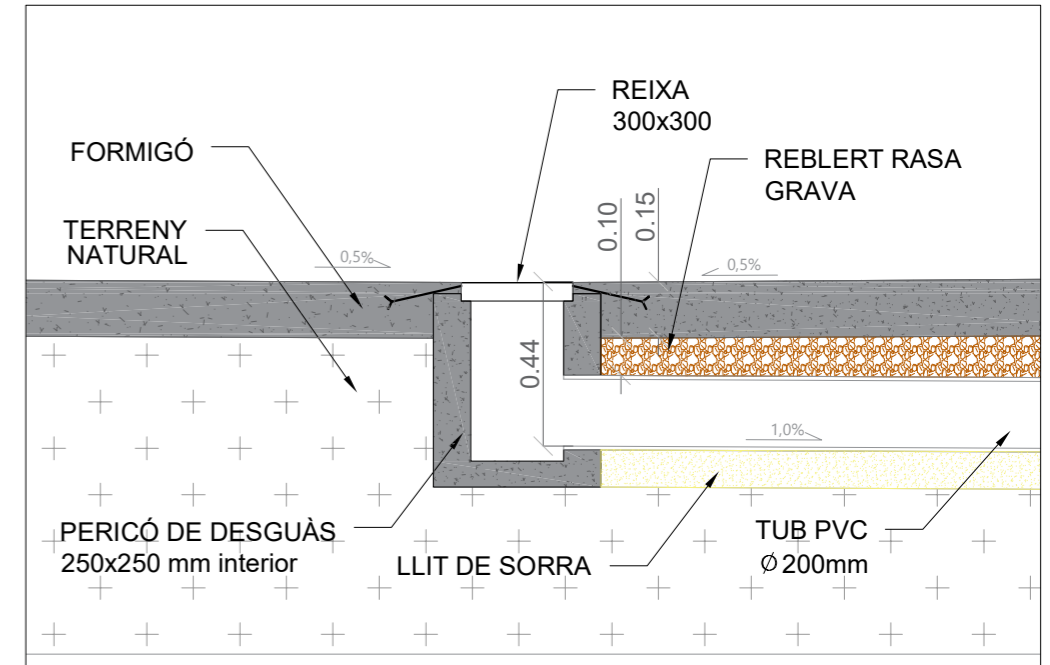 REIXA
300x300
FORMIGÓ
REBLERT RASA
GRAVA
TERRENY
NATURAL
0.10
0.15
0,5%
0,5%
0.44
1,0%
PERICÓ DE DESGUÀS
250x250 mm interior
LLIT DE SORRA
TUB PVC
Ø 200mm